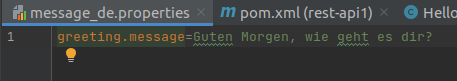 message_de.properties
pom.xml (rest-api1)
Hello
1 greeting.message=Guten Morgen, wie geht es dir?